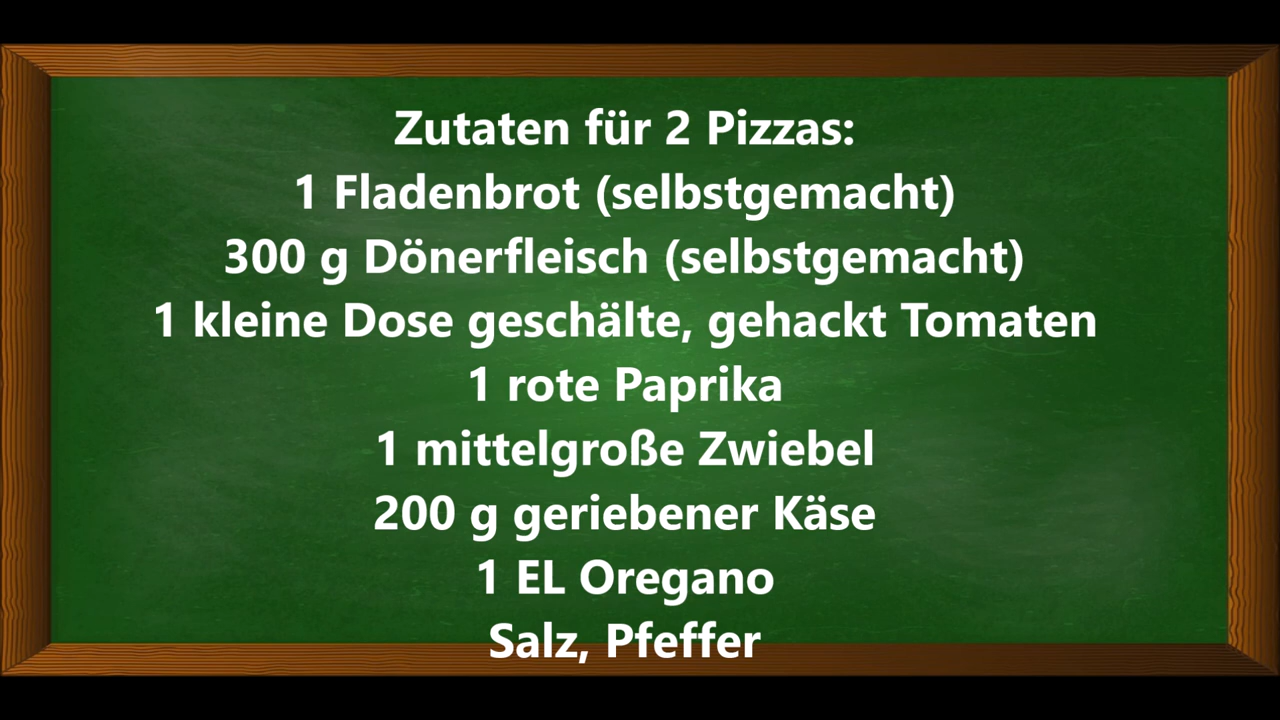 Zutaten für 2 Pizzas:
1 Fladenbrot (selbstgemacht)
300 g Dönerfleisch (selbstgemacht)
1 kleine Dose geschälte, gehackt Tomaten
1 rote Paprika
1 mittelgroße Zwiebel
200 g geriebener Käse
1 EL Oregano
Salz, Pfeffer